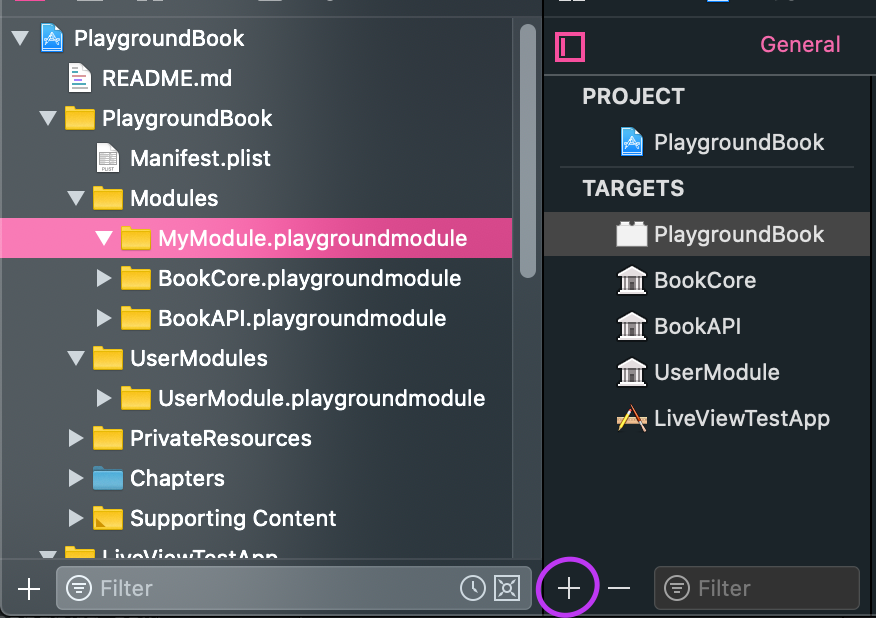 PlaygroundBook
README.md
PlaygroundBook
Manifest.plist
Modules
MyModule.playgroundmodule
BookCore.playgroundmodule
BookAPI.playgroundmodule
UserModules
UserModule.playgroundmodule
PrivateResources
Chapters
Supporting Content
LiveViewTestApp
Filter
General
PROJECT
PlaygroundBook
TARGETS
PlaygroundBook
BookCore
BookAPI
UserModule
LiveViewTestApp
Filter